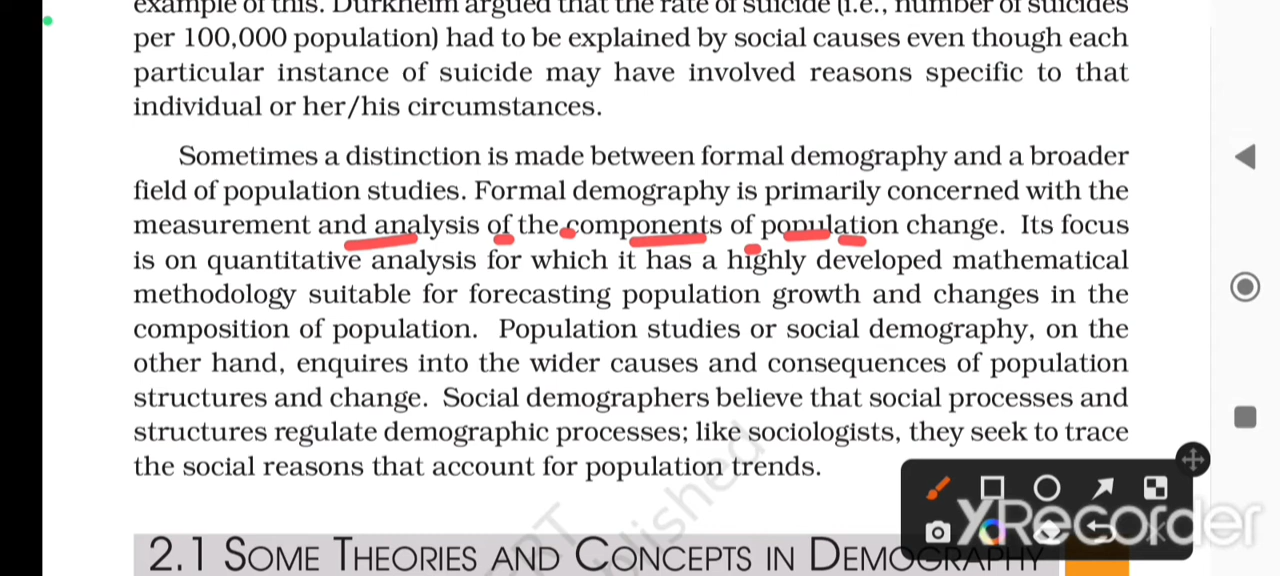 example of this. Durkheim argued that the rate of suicide (i.e., number of suicides
per 100,000 population) had to be explained by social causes even though each
particular instance of suicide may have involved reasons specific to that
individual or her/his circumstances.
Sometimes a distinction is made between formal demography and a broader
field of population studies. Formal demography is primarily concerned with the
measurement and analysis of the components of population change. Its focus
is on quantitative analysis for which it has a highly developed mathematical
methodology suitable for forecasting population growth and changes in the
composition of population. Population studies or social demography, on the
other hand, enquires into the wider causes and consequences of population
structures and change. Social demographers believe that social processes and
structures regulate demographic processes; like sociologists, they seek to trace
the social reasons that account for population trends.
XRecorder
2.1 SOME THEORIES AND CONCEPTS IN DEMOGRAPHY